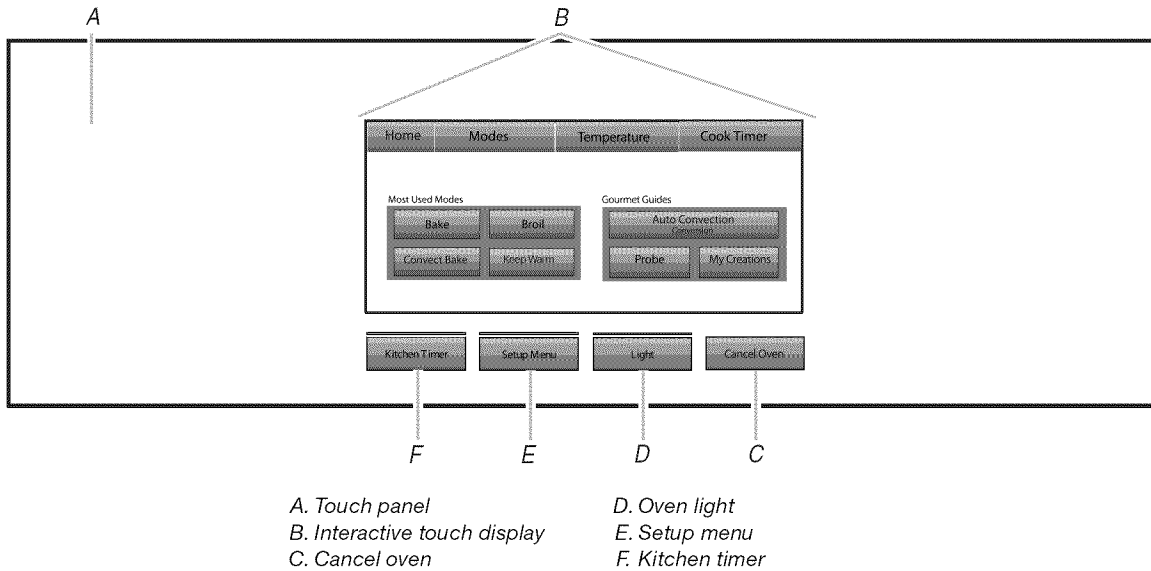 A B
Home Modes Temperature Cook Timer
Most Used Modes Gourmet Guides
Bake Broil Auto Convection
Conversion
Convect Bake Keep Warm Probe My Creations
Kitchen Timer Setup Menu Light Cancel Oven
F E D C
A. Touch panel
B. Interactive touch display
C. Cancel oven
D. Oven light
E. Setup menu
F. Kitchen timer